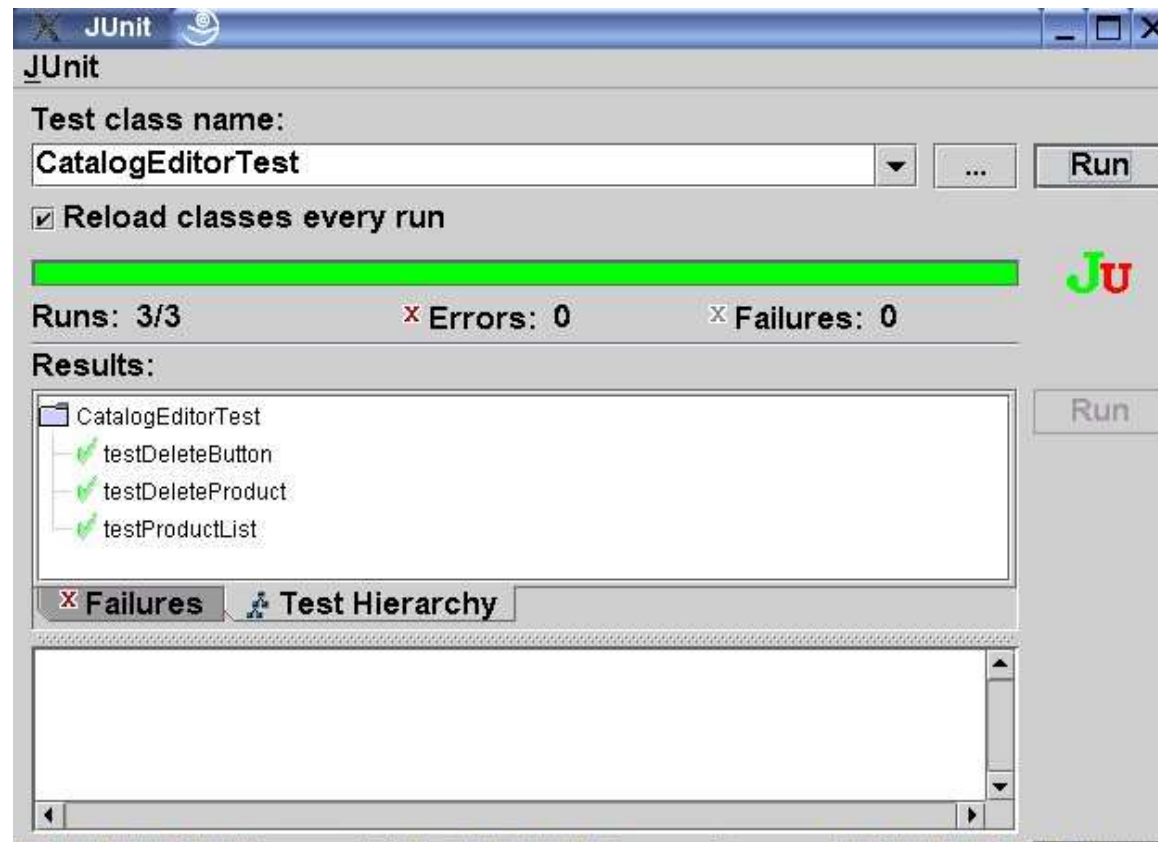 JUnit
JUnit
Test class name:
CatalogEditorTest
...
Run
Reload classes every run
JU
Runs: 3/3
X Errors: 0
X Failures: 0
Results:
CatalogEditorTest
Run
testDeleteButton
testDeleteProduct
testProductList
X Failures
Test Hierarchy